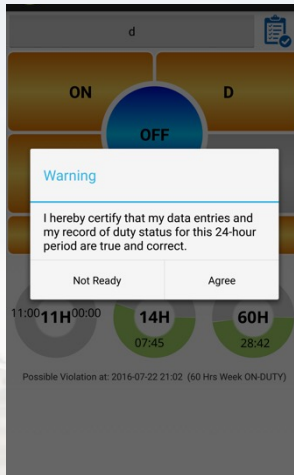 d
ON
D
OFF
Warning
I hereby certify that my data entries and
my record of duty status for this 24-hour
period are true and correct.
Not Ready
Agree
11:00 11H 00:00
14H
07:45
60H
28:42
Possible Violation at: 2016-07-22 21:02 (60 Hrs Week ON-DUTY)